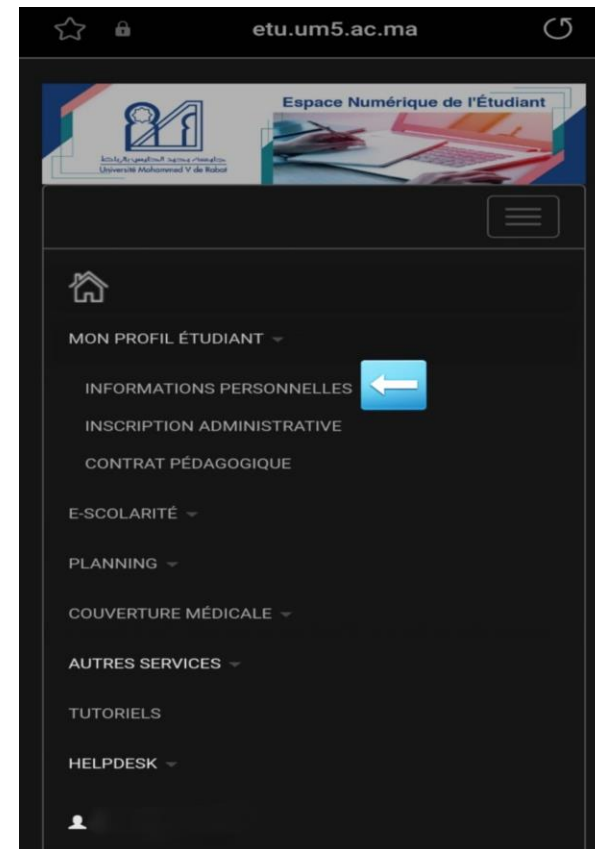 etu.um5.ac.ma
Espace Numérique de l'Étudiant
Université Mohammed V de Rabat
MON PROFIL ÉTUDIANT
INFORMATIONS PERSONNELLES
INSCRIPTION ADMINISTRATIVE
CONTRAT PÉDAGOGIQUE
E-SCOLARITÉ
PLANNING
COUVERTURE MÉDICALE
AUTRES SERVICES
TUTORIELS
HELPDESK